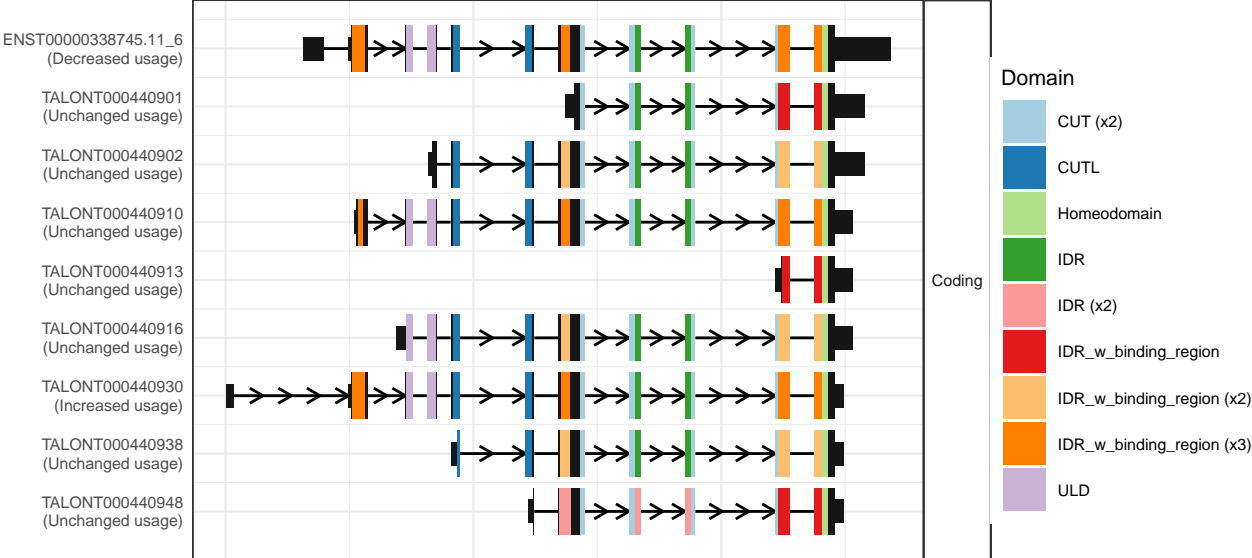 ENST00000338745.11_6
(Decreased usage)
TALONT000440901
(Unchanged usage)
TALONT000440902
(Unchanged usage)
TALONT000440910
(Unchanged usage)
TALONT000440913
(Unchanged usage)
TALONT000440916
(Unchanged usage)
TALONT000440930
(Increased usage)
TALONT000440938
(Unchanged usage)
TALONT000440948
(Unchanged usage)
Coding
Domain
CUT (x2)
CUTL
Homeodomain
IDR
IDR (x2)
IDR_w_binding_region
IDR_w_binding_region (x2)
IDR_w_binding_region (x3)
ULD